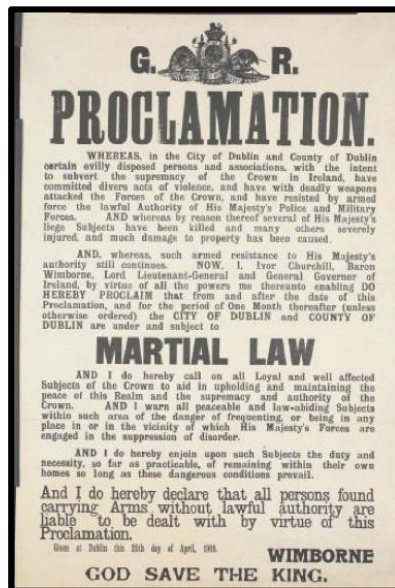 G. R.
PROCLAMATION.
WHEREAS, in the City of Dublin and County of Dublin
certain evilly disposed persons and associations, with the intent
to subvert the supremacy of the Crown in Ireland, have
committed divers acts of violence, and have with deadly weapons
attacked the Forces of the Crown, and have resisted by armed
force the lawful Authority of His Majesty's Police and Military
Forces. AND whereas by reason thereof several of His Majesty's
liege Subjects have been killed and many others severely
injured, and much damage to property has been caused.
AND, whereas, such armed resistance to His Majesty's
authority still continues. NOW, I, Ivor Churchill, Baron
Wimborne, Lord Lieutenant-General and General Governor of
Ireland, by virtue of all the powers me thereunto enabling DO
HEREBY PROCLAIM that from and after the date of this
Proclamation, and for the period of One Month thereafter (unless
otherwise ordered) the CITY OF DUBLIN and COUNTY OF
DUBLIN are under and subject to
MARTIAL LAW
AND I do hereby call on all Loyal and well affected
Subjects of the Crown to aid in upholding and maintaining the
peace of this Realm and the supremacy and authority of the
Crown. AND I warn all peaceable and law-abiding Subjects
within such area of the danger of frequenting, or being in any
place in or in the vicinity of which His Majesty's Forces are
engaged in the suppression of disorder.
AND I do hereby enjoin upon such Subjects the duty and
necessity, so far as practicable, of remaining within their own
homes so long as these dangerous conditions prevail.
And I do hereby declare that all persons found
carrying Arms without lawful authority are
liable to be dealt with by virtue of this
Proclamation.
Given at Dublin this 25th day of April, 1916.
WIMBORNE
GOD SAVE THE KING.